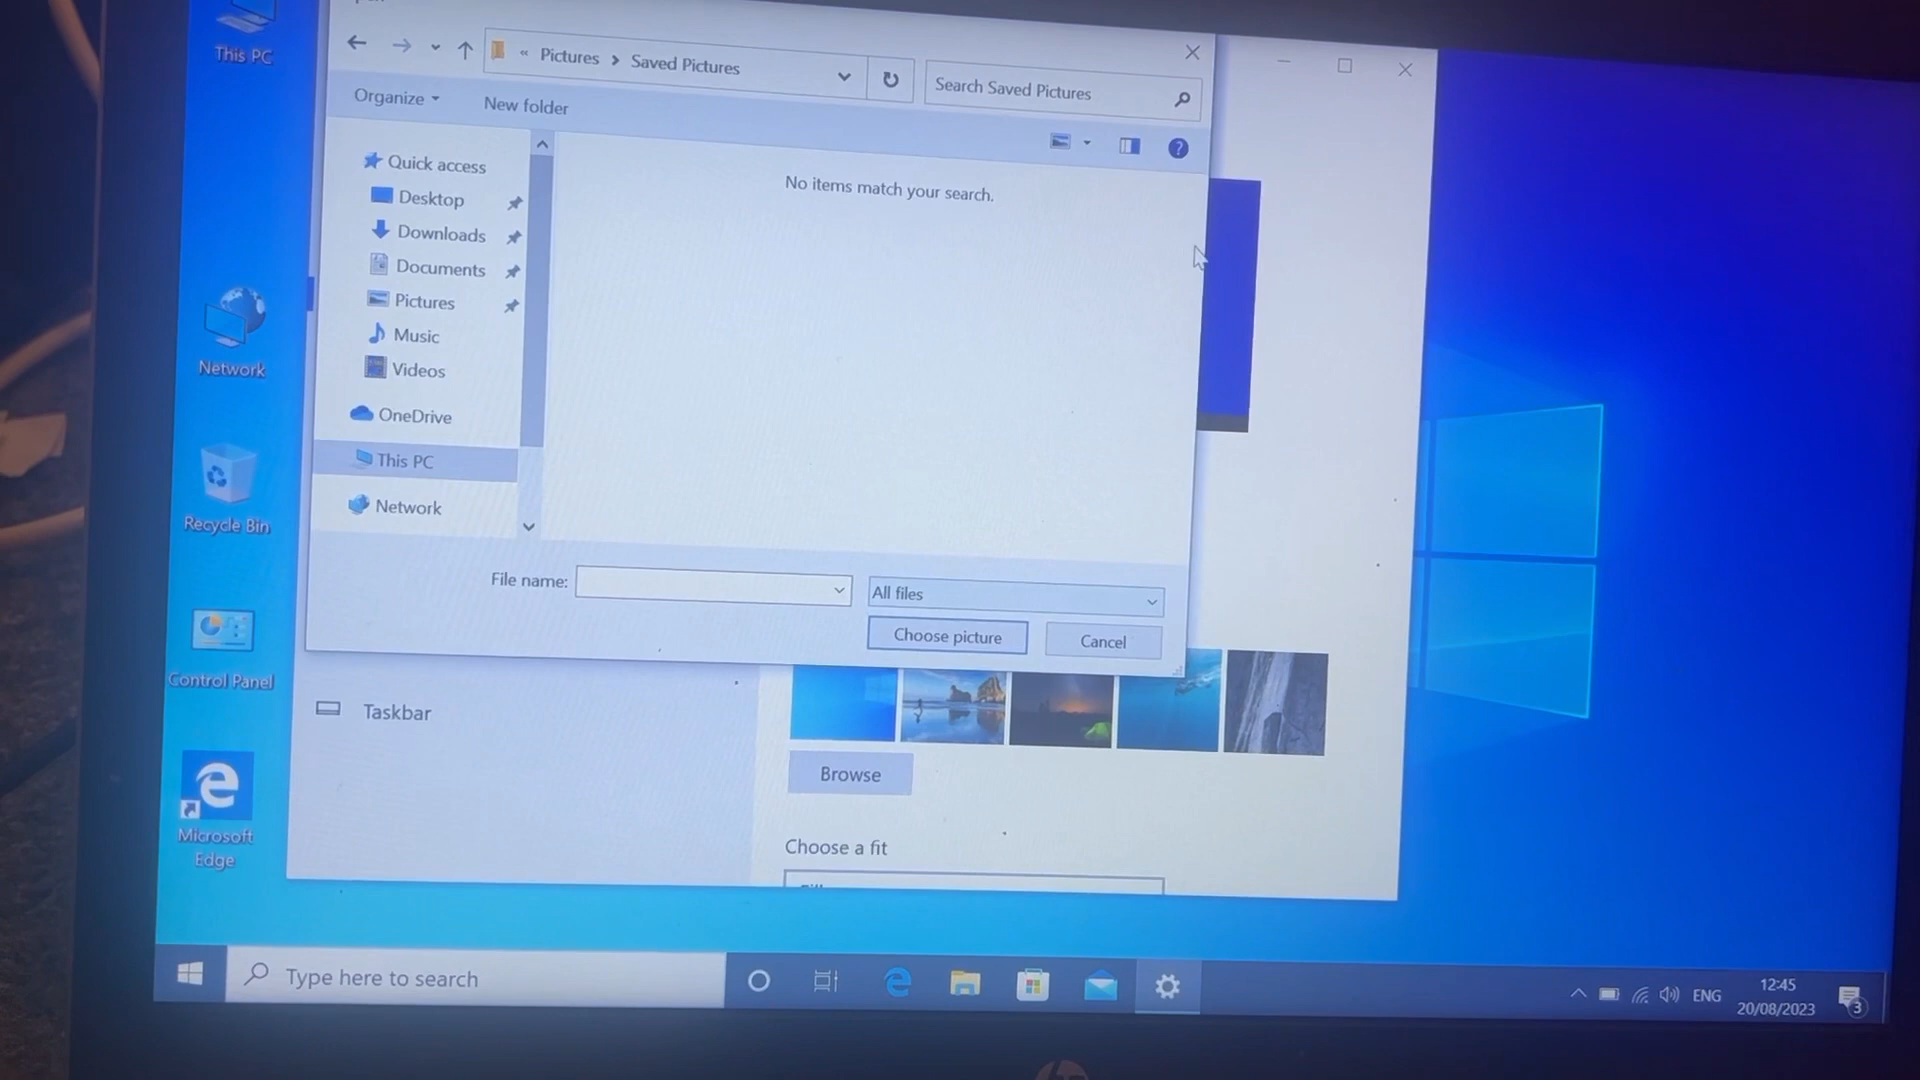 This PC
« Pictures > Saved Pictures
Search Saved Pictures
Organize
New folder
Quick access
Desktop
Downloads
Documents
Pictures
Music
Videos
OneDrive
This PC
Network
No items match your search.
File name:
All files
Choose picture
Cancel
Network
Recycle Bin
Control Panel
Microsoft
Edge
Taskbar
Browse
Choose a fit
Type here to search
ENG
12:45
20/08/2023
3